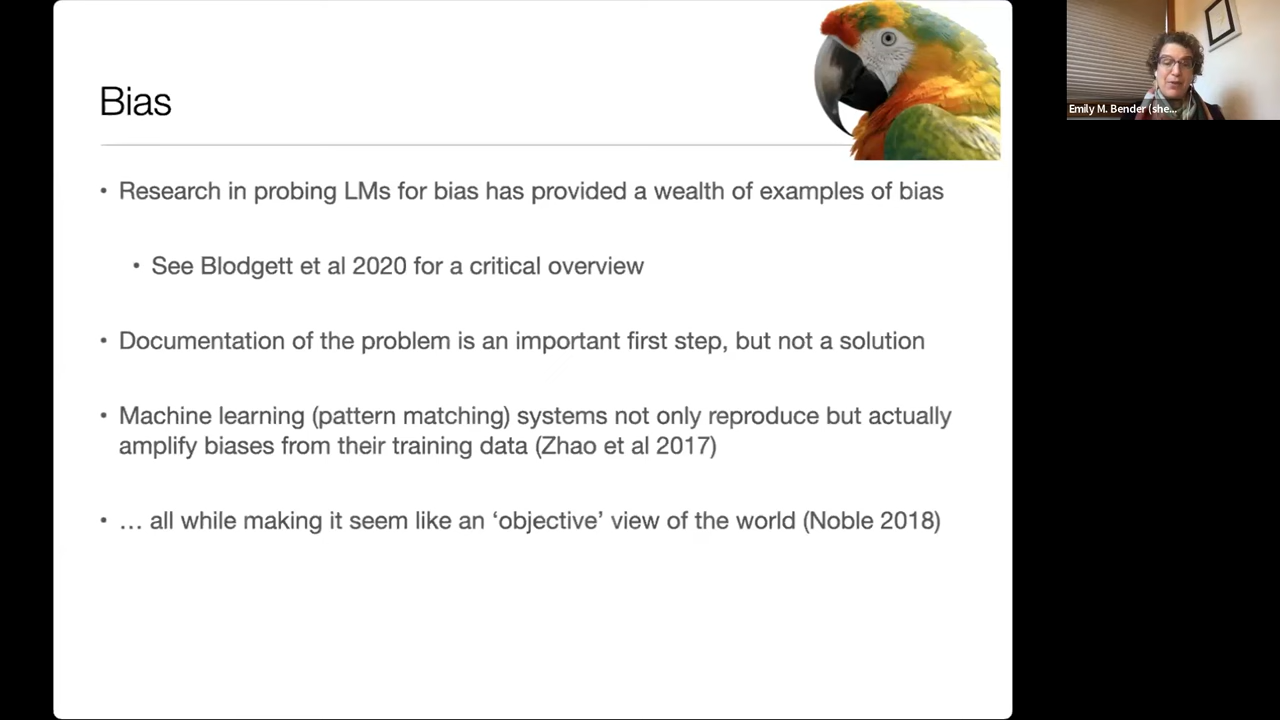 Bias
• Research in probing LMs for bias has provided a wealth of examples of bias
• See Blodgett et al 2020 for a critical overview
• Documentation of the problem is an important first step, but not a solution
• Machine learning (pattern matching) systems not only reproduce but actually
amplify biases from their training data (Zhao et al 2017)
• … all while making it seem like an ‘objective’ view of the world (Noble 2018)
Emily M. Bender (she...